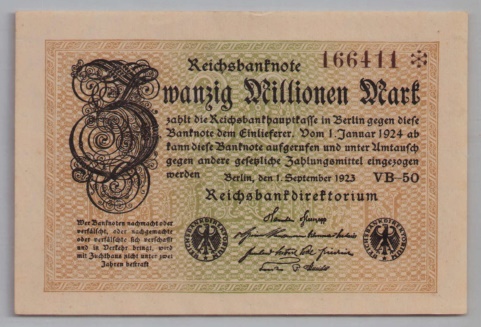 Reichsbanknote 166411 *
Zwanzig Millionen Mark
zahlt die Reichsbankhauptkasse in Berlin gegen diese
Banknote dem Einlieferer. Vom 1. Januar 1924 ab
kann diese Banknote aufgerufen und unter Umtausch
gegen andere gesetzliche Zahlungsmittel eingezogen
werden Berlin, den 1. September 1923 VB-50
Reichsbankdirektorium
Wer Banknoten nachmacht oder
verfälscht, oder nachgemachte
oder verfälschte sich verschafft
und in Verkehr bringt, wird
mit Zuchthaus nicht unter zwei
Jahren bestraft
REICHSBANKDIREKTORIUM
REICHSBANKDIREKTORIUM